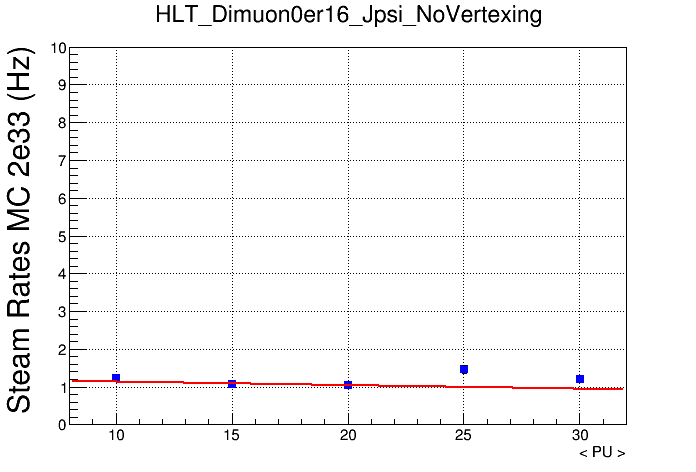 HLT_Dimuon0er16_Jpsi_NoVertexing
Steam Rates MC 2e33 (Hz)
10
9
8
7
6
5
4
3
2
1
0
10 15 20 25 30
< PU >